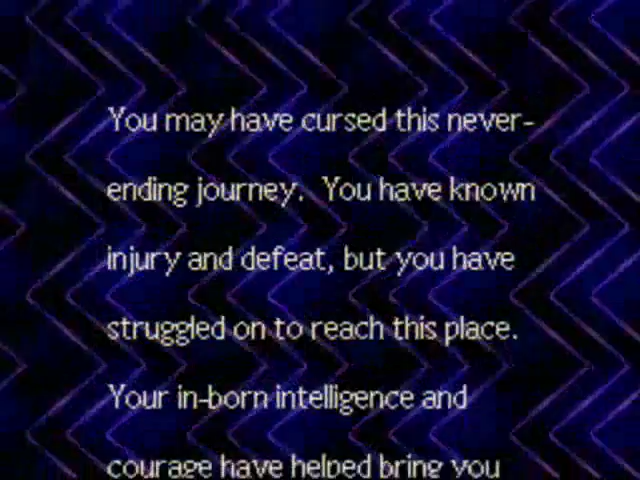 You may have cursed this never-
ending journey.  You have known
injury and defeat, but you have
struggled on to reach this place.
Your in-born intelligence and
courage have helped bring you